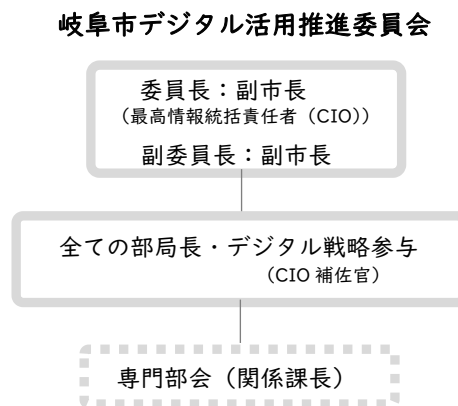 岐阜市デジタル活用推進委員会
委員長：副市長
（最高情報統括責任者（CIO））
副委員長：副市長
全ての部局長・デジタル戦略参与
（CIO 補佐官）
専門部会（関係課長）